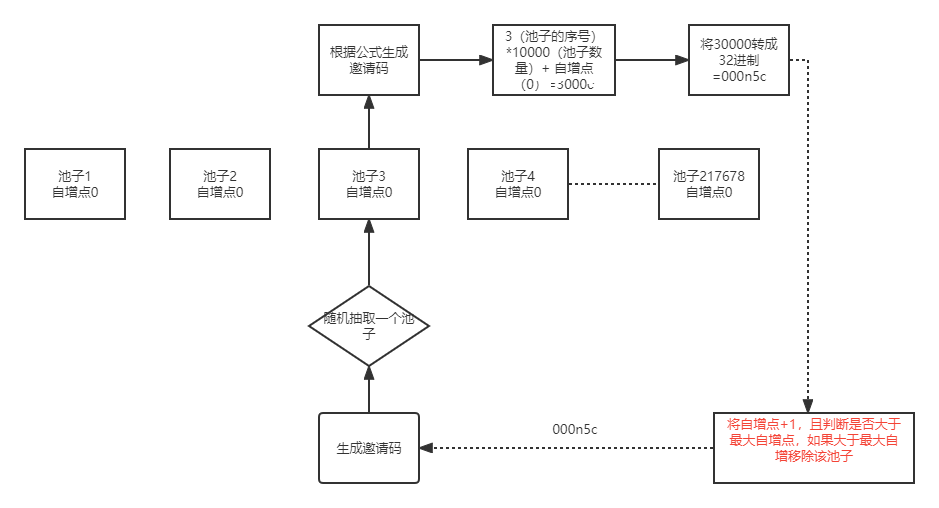 根据公式生成
邀请码
3（池子的序号）
*10000（池子数
量）+ 自增点
（0） =3000c
将30000转成
32进制
=000n5c
池子1
自增点0
池子2
自增点0
池子3
自增点0
池子4
自增点0
池子217678
自增点0
随机抽取一个池
子
生成邀请码
000n5c
将自增点+1，且判断是否大于
最大自增点，如果大于最大自
增移除该池子